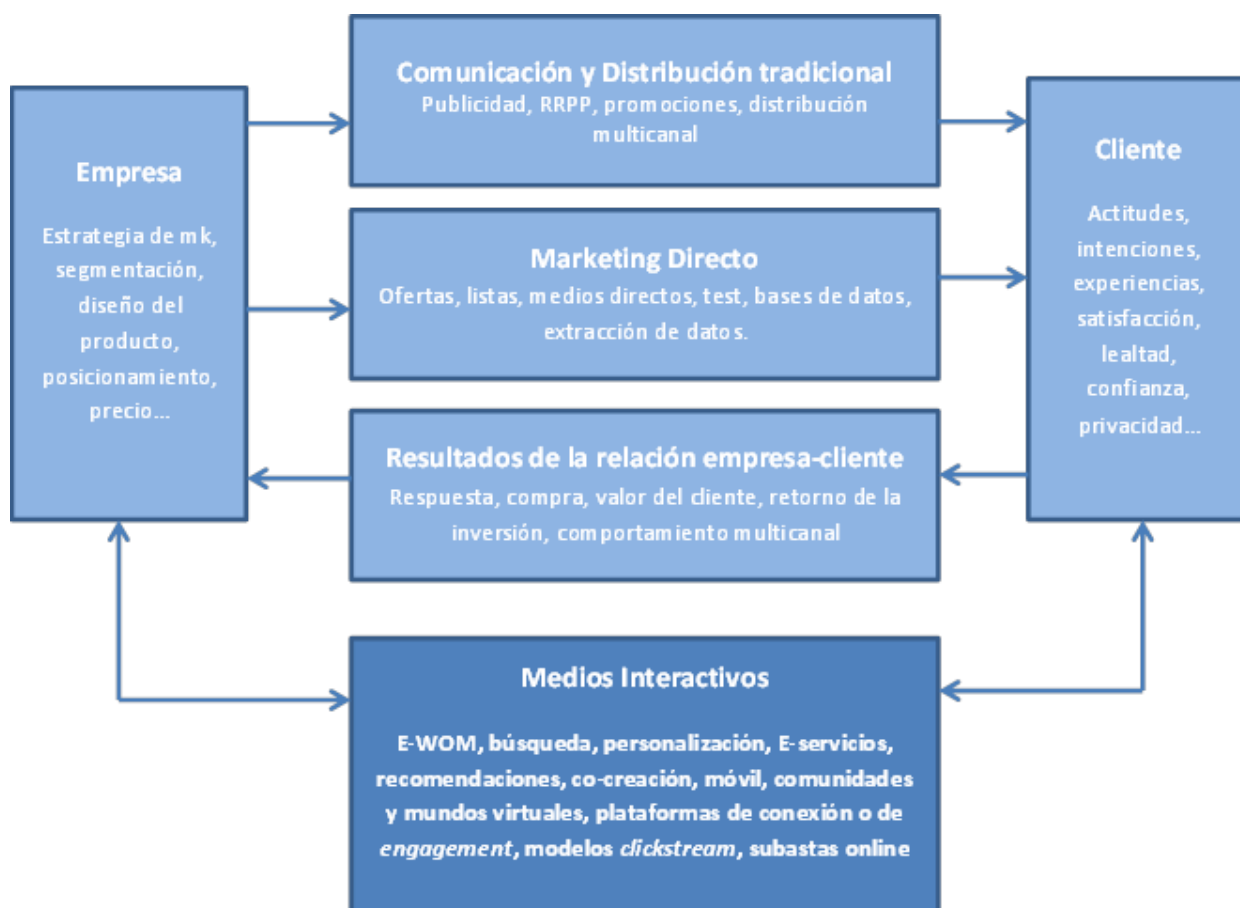 Comunicación y Distribución tradicional
Publicidad, RRPP, promociones, distribución
multicanal
Empresa
Estrategia de mk,
segmentación,
diseño del
producto,
posicionamiento,
precio...
Marketing Directo
Ofertas, listas, medios directos, test, bases de datos,
extracción de datos.
Cliente
Actitudes,
intenciones,
experiencias,
satisfacción,
lealtad,
confianza,
privacidad...
Resultados de la relación empresa-cliente
Respuesta, compra, valor del cliente, retorno de la
inversión, comportamiento multicanal
Medios Interactivos
E-WOM, búsqueda, personalización, E-servicios,
recomendaciones, co-creación, móvil, comunidades
y mundos virtuales, plataformas de conexión o de
engagement, modelos clickstream, subastas online